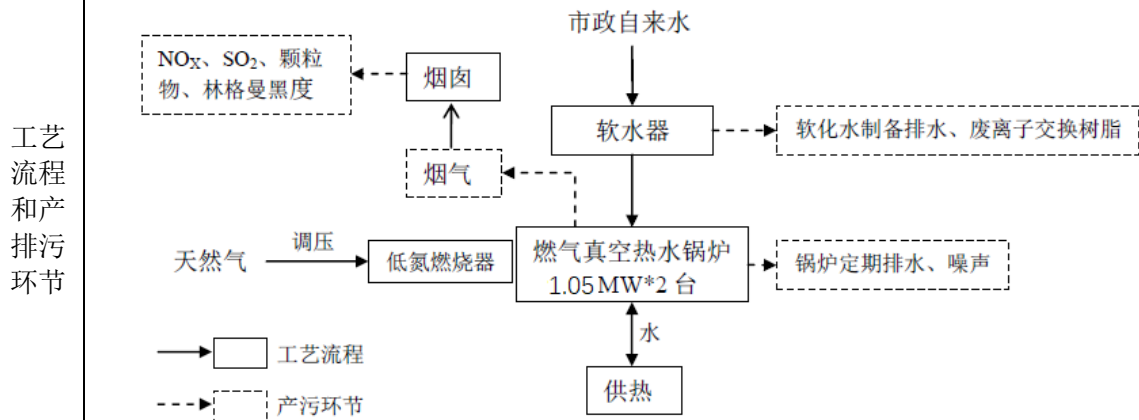 工艺
流程
和产
排污
环节
市政自来水
NOX、SO2、颗粒
物、林格曼黑度
烟囱
软水器
软化水制备排水、废离子交换树脂
烟气
天然气
调压
低氮燃烧器
燃气真空热水锅炉
1.05MW*2 台
锅炉定期排水、噪声
水
供热
工艺流程
产污环节